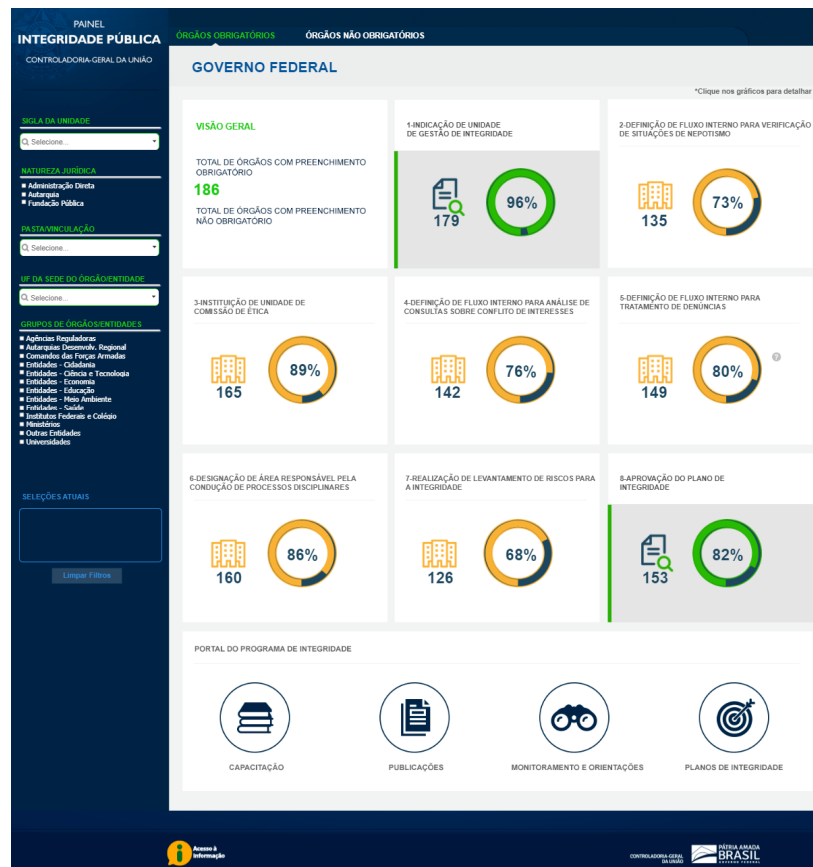 PAINEL
INTEGRIDADE PÚBLICA
CONTROLADORIA-GERAL DA UNIÃO
ÓRGÃOS OBRIGATÓRIOS
ÓRGÃOS NÃO OBRIGATÓRIOS
GOVERNO FEDERAL
*Clique nos gráficos para detalhar
SIGLA DA UNIDADE
Selecione...
NATUREZA JURÍDICA
Administração Direta
Autarquia
Fundação Pública
PASTA/VINCULAÇÃO
Selecione...
UF DA SEDE DO ÓRGÃO/ENTIDADE
Selecione...
GRUPOS DE ÓRGÃOS/ENTIDADES
Agências Reguladoras
Autarquias Desenvolv. Regional
Comandos das Forças Armadas
Entidades - Cidadania
Entidades - Ciência e Tecnologia
Entidades - Economia
Entidades - Educação
Entidades - Meio Ambiente
Entidades - Saúde
Institutos Federais e Colégio
Ministérios
Outras Entidades
Universidades
SELEÇÕES ATUAIS
Limpar Filtros
VISÃO GERAL
TOTAL DE ÓRGÃOS COM PREENCHIMENTO
OBRIGATÓRIO
186
TOTAL DE ÓRGÃOS COM PREENCHIMENTO
NÃO OBRIGATÓRIO
1-INDICAÇÃO DE UNIDADE
DE GESTÃO DE INTEGRIDADE
179
96%
2-DEFINIÇÃO DE FLUXO INTERNO PARA VERIFICAÇÃO
DE SITUAÇÕES DE NEPOTISMO
135
73%
3-INSTITUIÇÃO DE UNIDADE DE
COMISSÃO DE ÉTICA
165
89%
4-DEFINIÇÃO DE FLUXO INTERNO PARA ANÁLISE DE
CONSULTAS SOBRE CONFLITO DE INTERESSES
142
76%
5-DEFINIÇÃO DE FLUXO INTERNO PARA
TRATAMENTO DE DENÚNCIAS
149
80%
?
6-DESIGNAÇÃO DE ÁREA RESPONSÁVEL PELA
CONDUÇÃO DE PROCESSOS DISCIPLINARES
160
86%
7-REALIZAÇÃO DE LEVANTAMENTO DE RISCOS PARA
A INTEGRIDADE
126
68%
8-APROVAÇÃO DO PLANO DE
INTEGRIDADE
153
82%
PORTAL DO PROGRAMA DE INTEGRIDADE
CAPACITAÇÃO
PUBLICAÇÕES
MONITORAMENTO E ORIENTAÇÕES
PLANOS DE INTEGRIDADE
Acesso à
Informação
CONTROLADORIA-GERAL
DA UNIÃO
PÁTRIA AMADA
BRASIL
GOVERNO FEDERAL